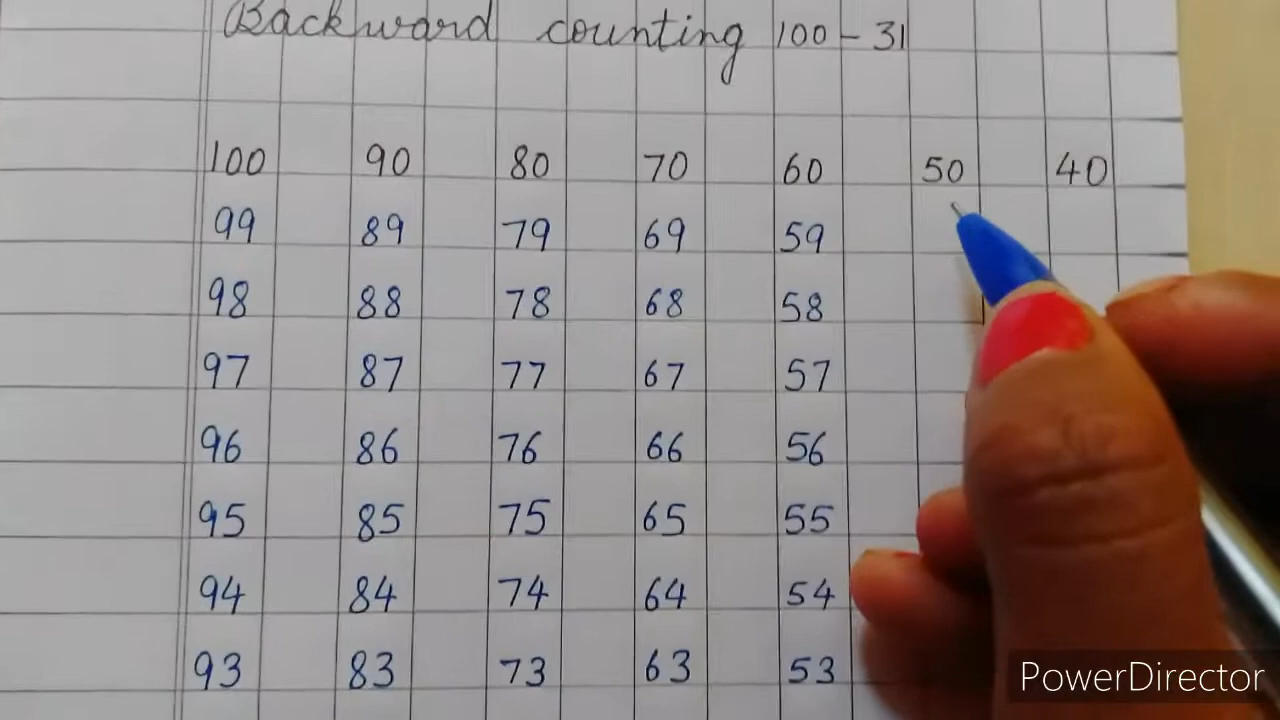 Backward counting 100 - 31
100 90 80 70 60 50 40
99 89 79 69 59
98 88 78 68 58
97 87 77 67 57
96 86 76 66 56
95 85 75 65 55
94 84 74 64 54
93 83 73 63 53
PowerDirector